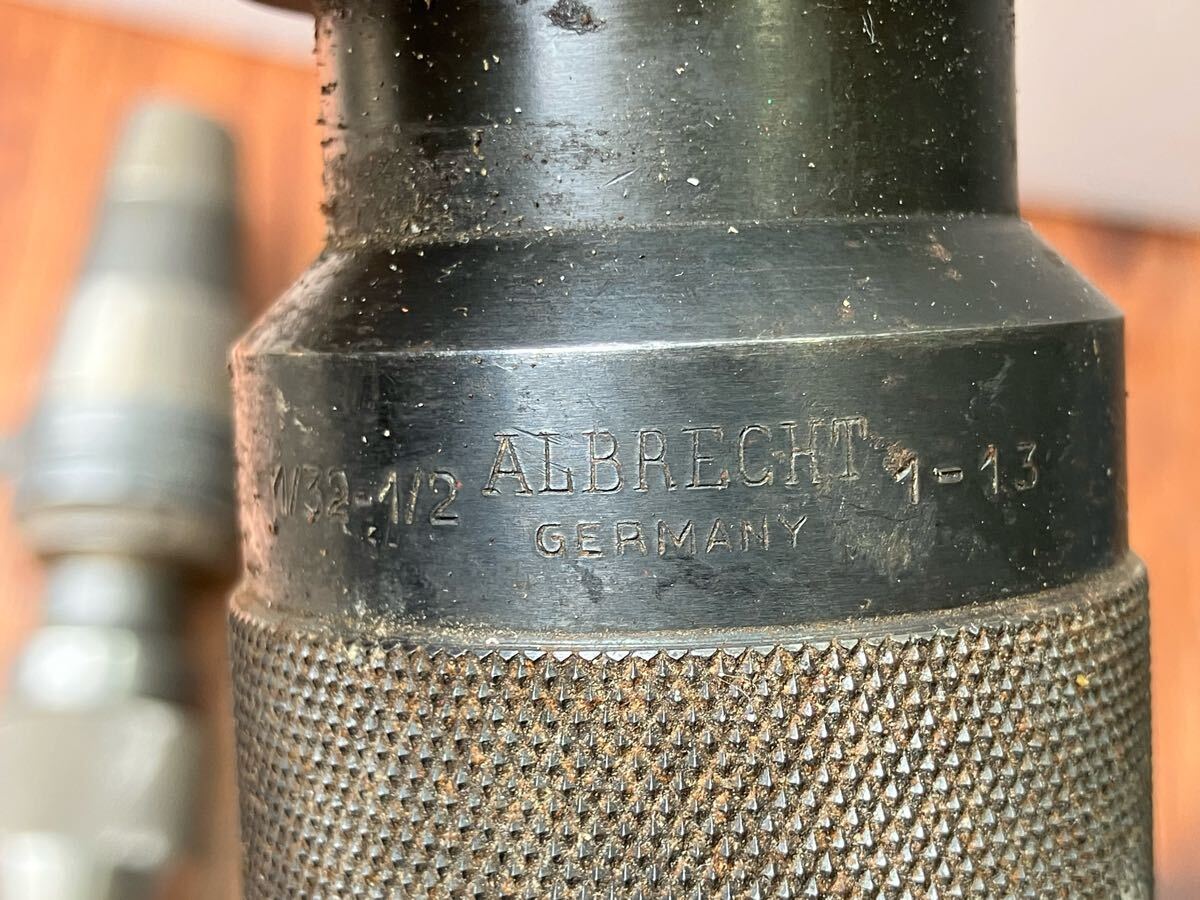 1/32-1/2 ALBRECHT 1-13
GERMANY